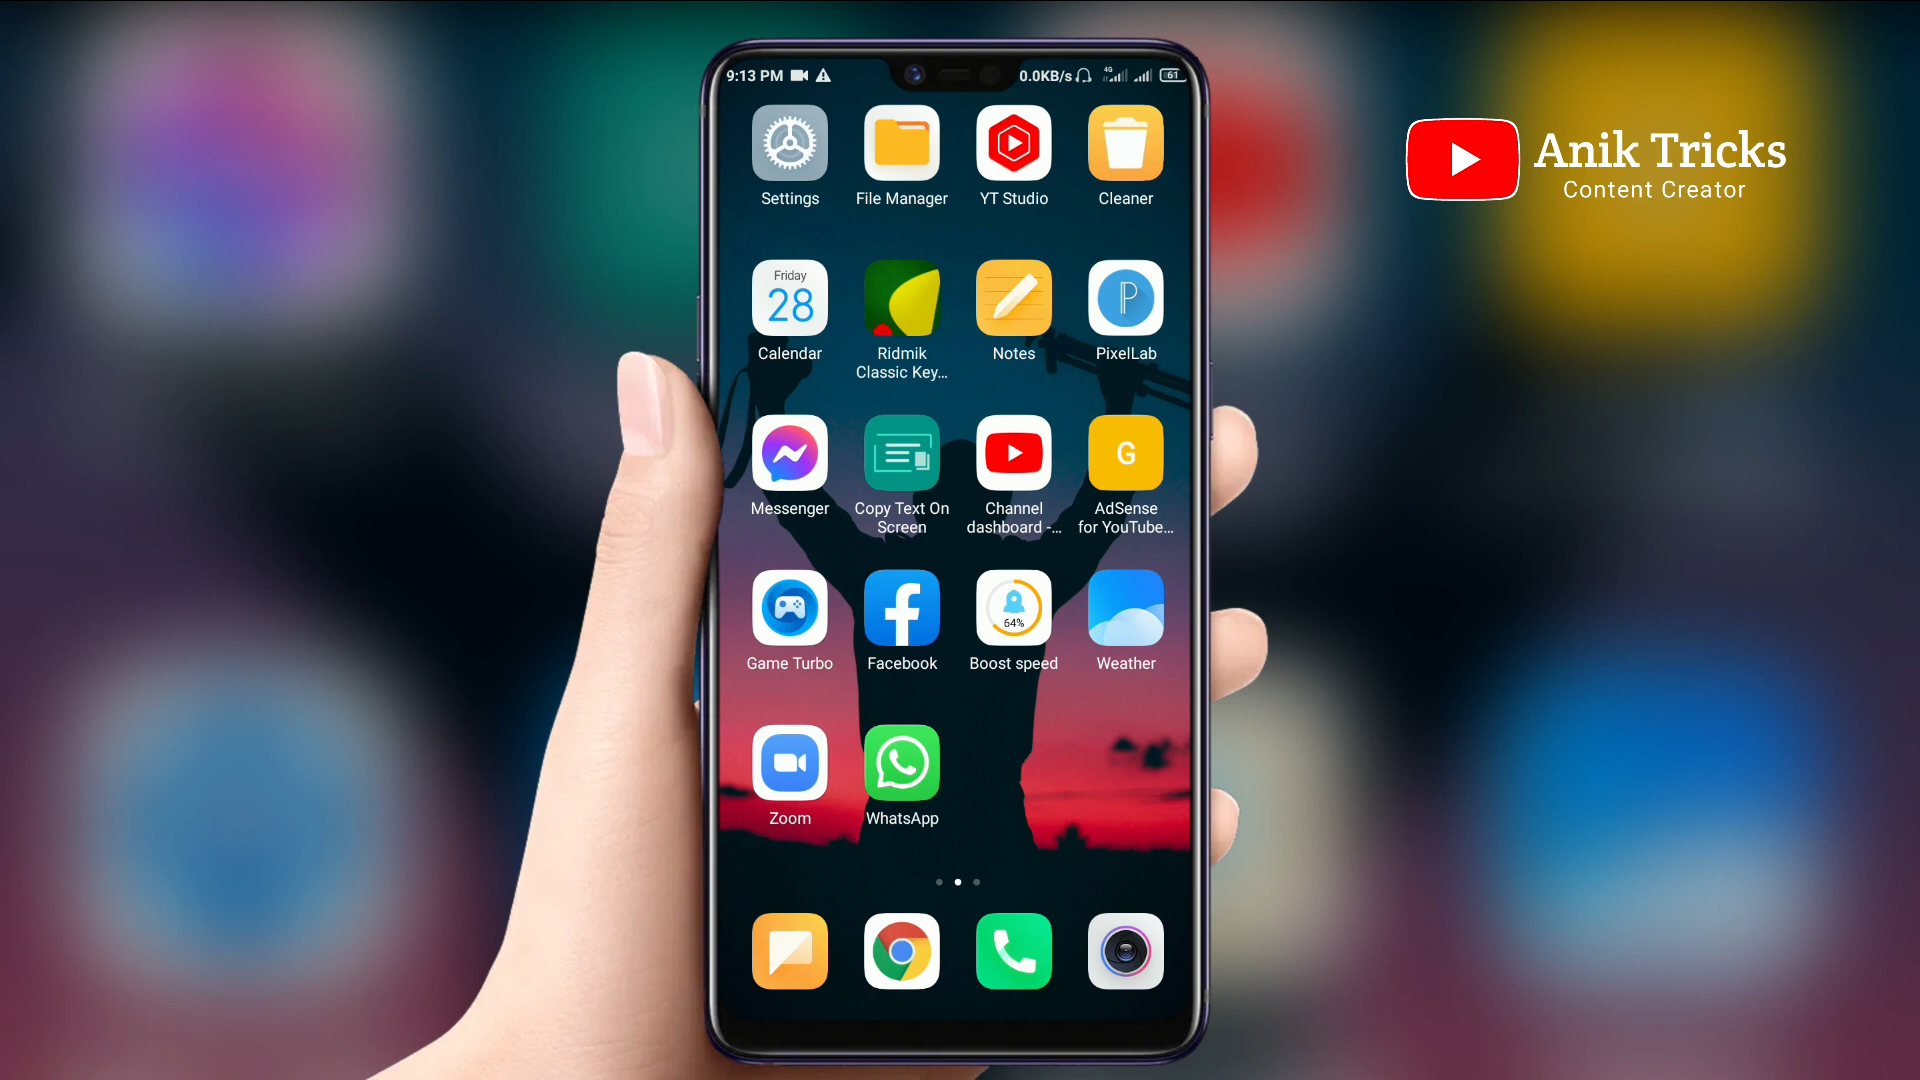 9:13 PM 0.0KB/s 4G 61
Anik Tricks
Content Creator
Settings File Manager YT Studio Cleaner
Friday
28
P
Calendar Ridmik Notes PixelLab
Classic Key...
G
Messenger Copy Text On Channel AdSense
Screen dashboard -... for YouTube...
64%
Game Turbo Facebook Boost speed Weather
Zoom WhatsApp